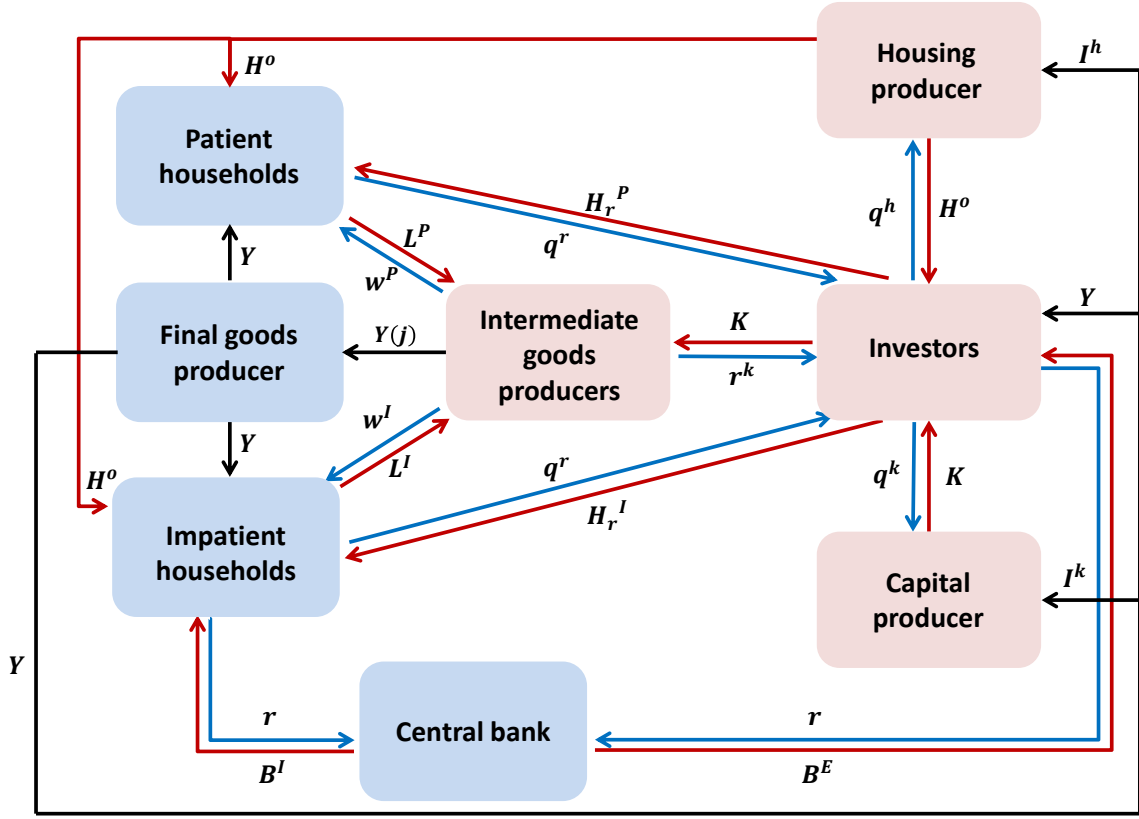 Housing
producer
I^h
H^o
Patient
households
H_r^P
q^r
q^h
H^o
L^P
w^P
Y
Final goods
producer
Y(j)
Intermediate
goods
producers
K
r^k
Investors
Y
Y
w^I
L^I
q^r
H_r^I
q^k
K
H^o
Impatient
households
Capital
producer
I^k
Y
r
B^I
Central bank
r
B^E